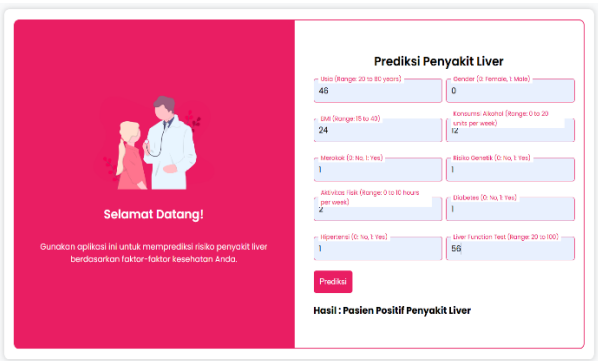 Selamat Datang!
Gunakan aplikasi ini untuk memprediksi risiko penyakit liver
berdasarkan faktor-faktor kesehatan Anda.
Prediksi Penyakit Liver
Usia (Range: 20 to 80 years)
46
Gender (0: Female, 1: Male)
0
BMI (Range: 15 to 40)
24
Konsumsi Alkohol (Range: 0 to 20
units per week)
12
Merokok (0: No, 1: Yes)
1
Risiko Genetik (0: No, 1: Yes)
1
Aktivitas Fisik (Range: 0 to 10 hours
per week)
2
Diabetes (0: No, 1: Yes)
1
Hipertensi (0: No, 1: Yes)
1
Liver Function Test (Range: 20 to 100)
56
Prediksi
Hasil : Pasien Positif Penyakit Liver